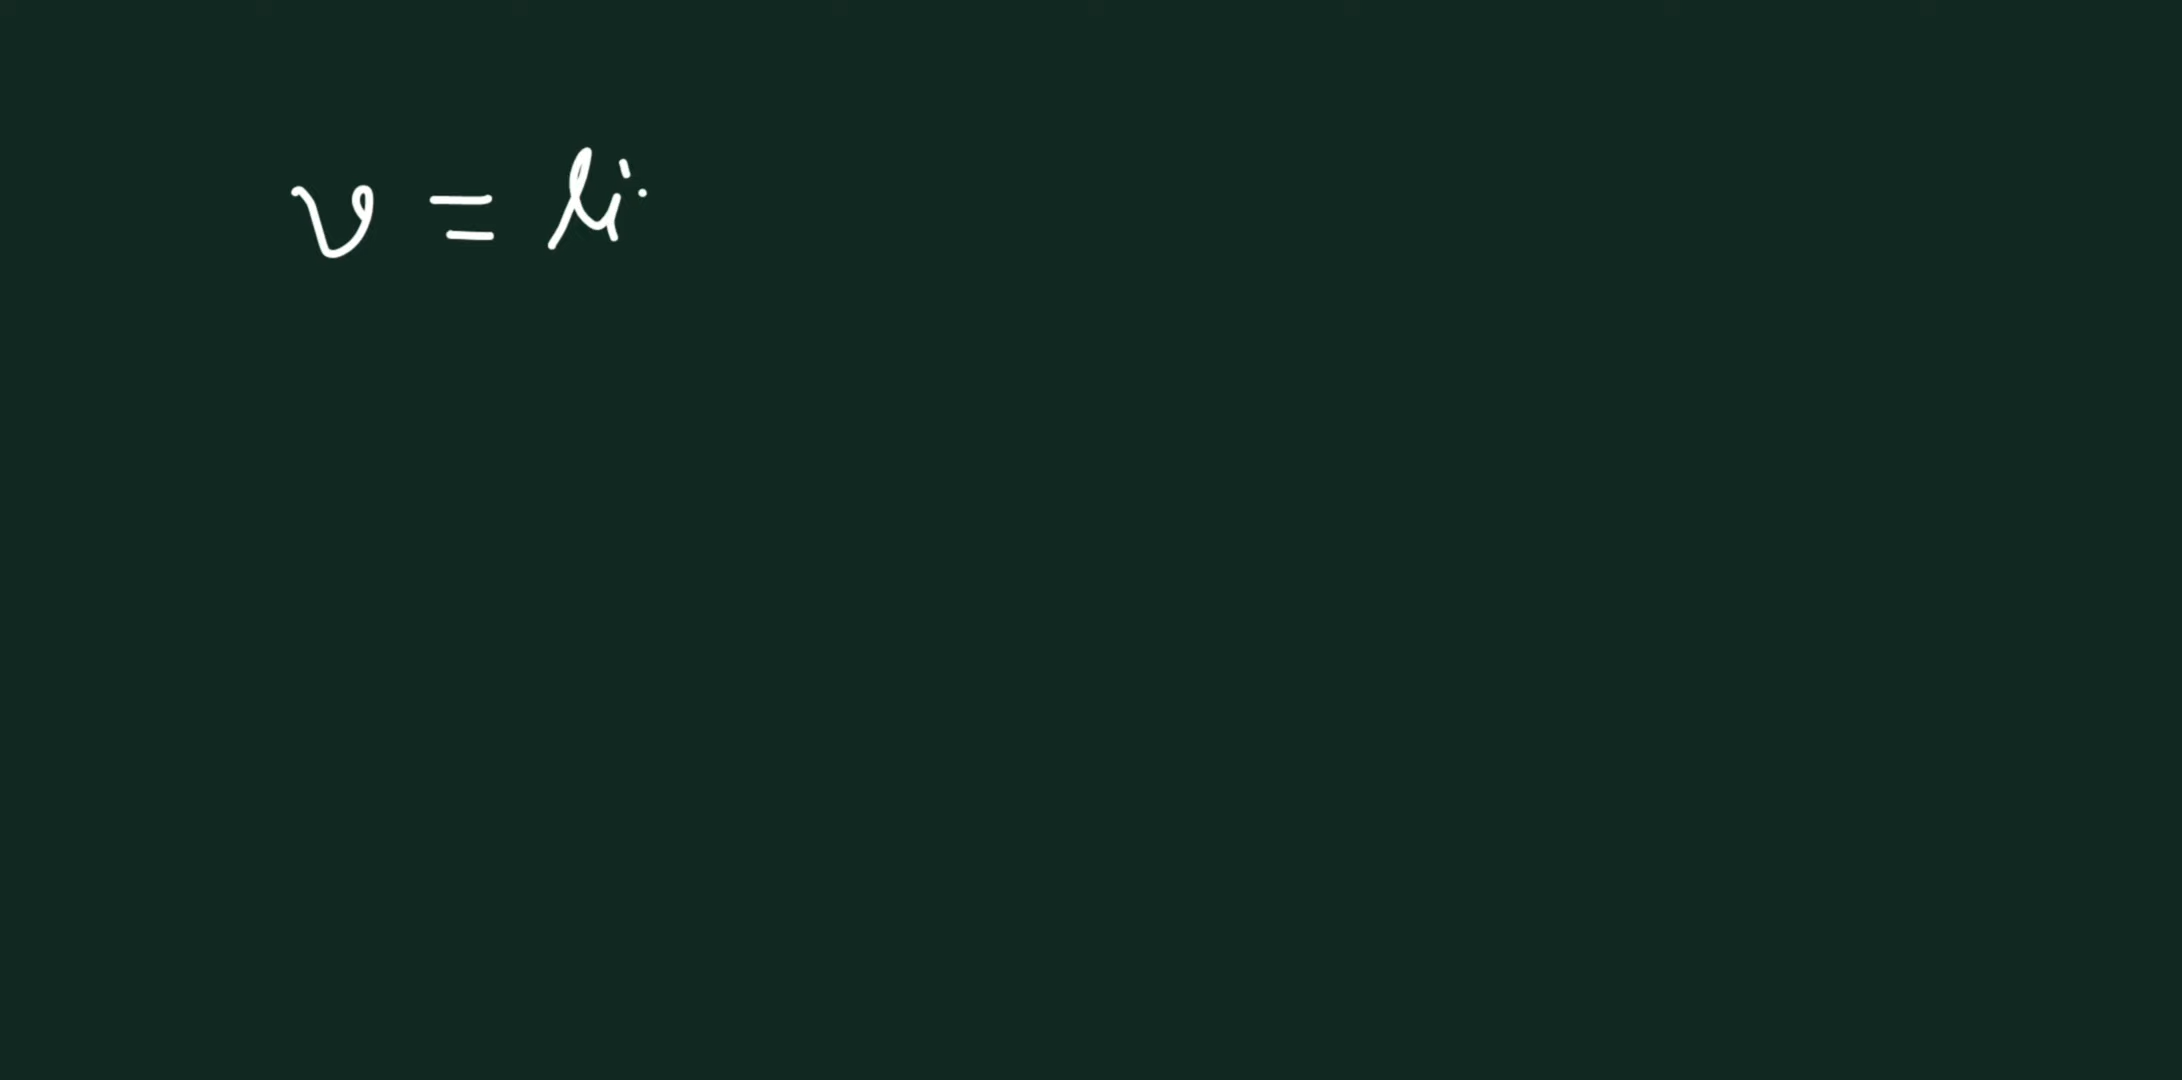 v = li